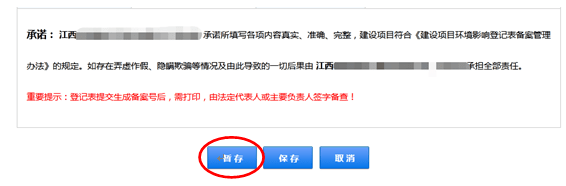 承诺： 江西 承诺所填写各项内容真实、准确、完整，建设项目符合《建设项目环境影响登记表备案管理
办法》的规定。如存在弄虚作假、隐瞒欺骗等情况及由此导致的一切后果由 江西 承担全部责任。
重要提示：登记表提交生成备案号后，需打印，由法定代表人或主要负责人签字备查！
暂存 保存 取消